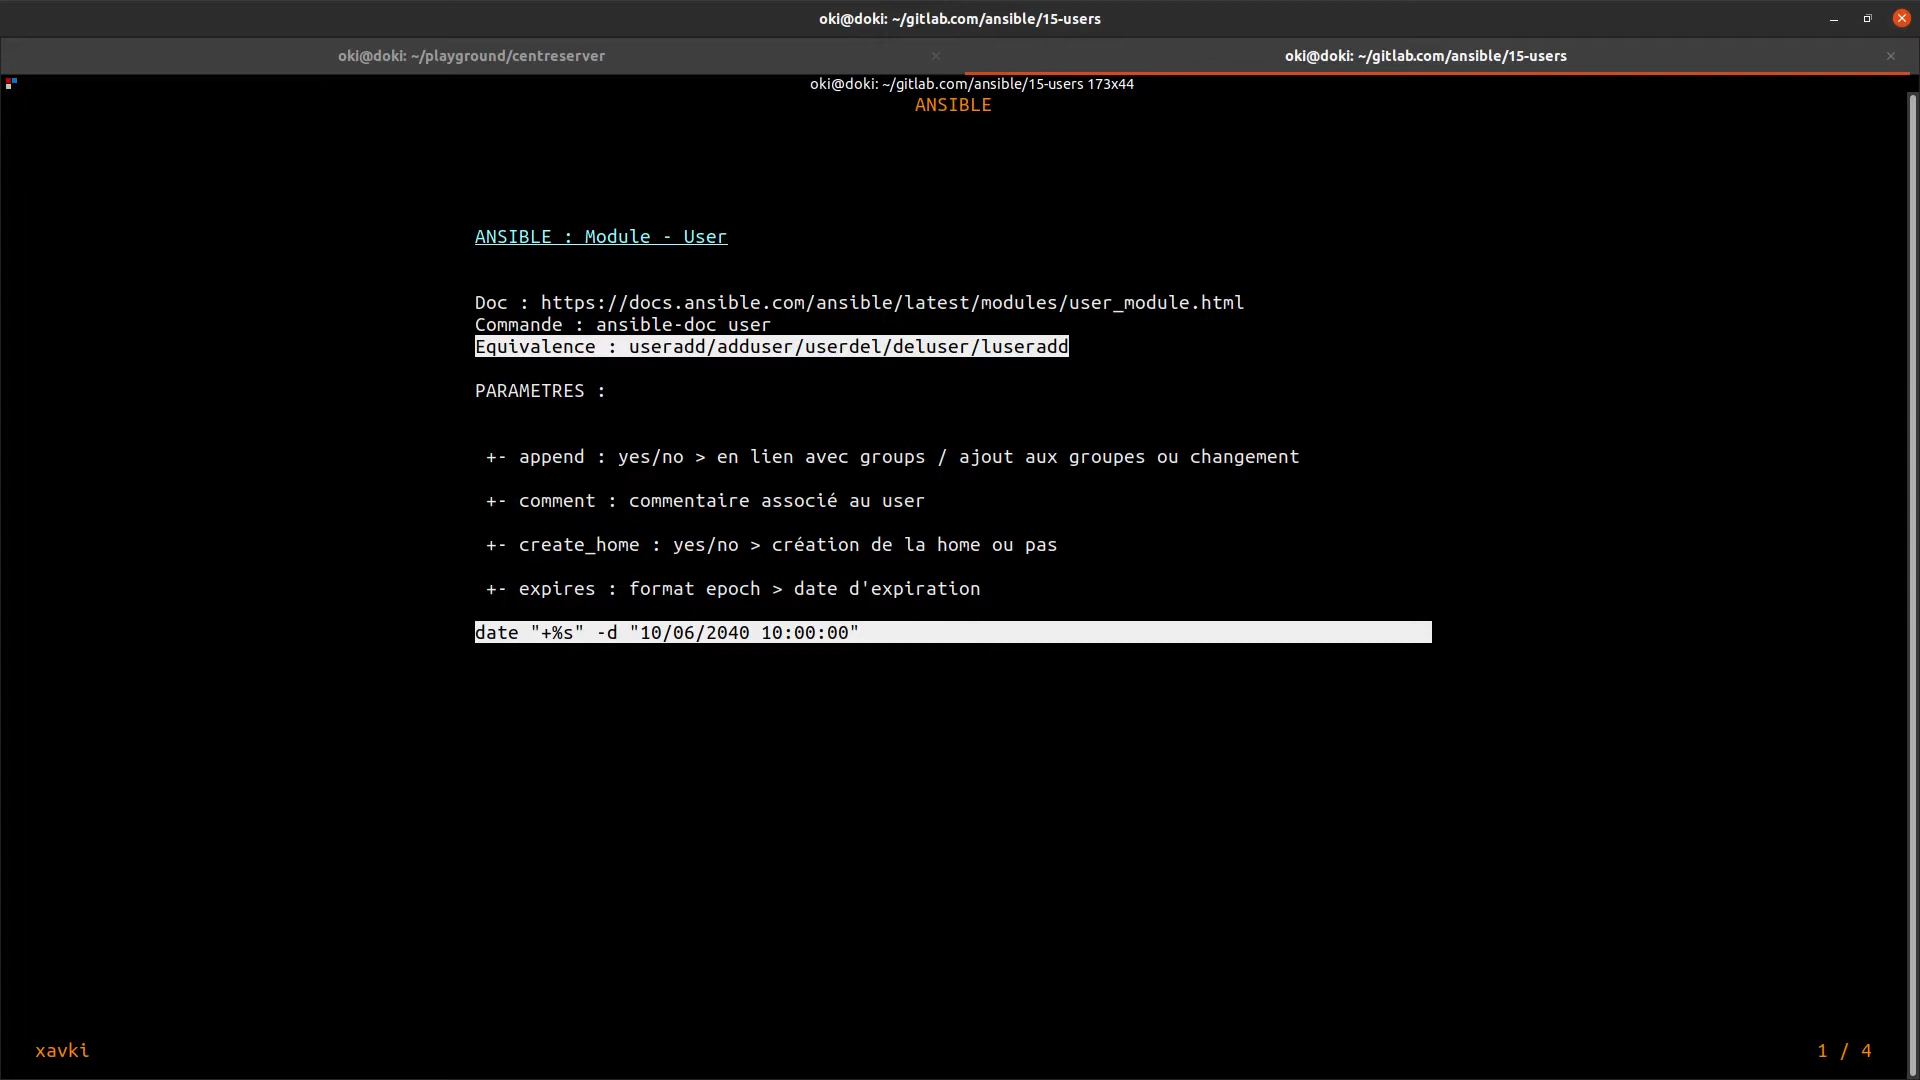 oki@doki: ~/gitlab.com/ansible/15-users
oki@doki: ~/playground/centreserver
oki@doki: ~/gitlab.com/ansible/15-users
oki@doki: ~/gitlab.com/ansible/15-users 173x44
ANSIBLE
ANSIBLE : Module - User
Doc : https://docs.ansible.com/ansible/latest/modules/user_module.html
Commande : ansible-doc user
Equivalence : useradd/adduser/userdel/deluser/luseradd
PARAMETRES :
+- append : yes/no > en lien avec groups / ajout aux groupes ou changement
+- comment : commentaire associé au user
+- create_home : yes/no > création de la home ou pas
+- expires : format epoch > date d'expiration
date "+%s" -d "10/06/2040 10:00:00"
xavki
1 / 4